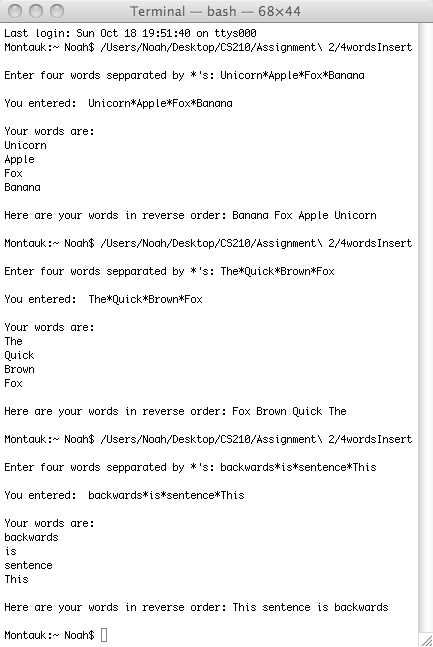 Terminal — bash — 68×44
Last login: Sun Oct 18 19:51:40 on ttys000
Montauk:~ Noah$ /Users/Noah/Desktop/CS210/Assignment\ 2/4wordsInsert
Enter four words sepparated by *'s: Unicorn*Apple*Fox*Banana
You entered:  Unicorn*Apple*Fox*Banana
Your words are:
Unicorn
Apple
Fox
Banana
Here are your words in reverse order: Banana Fox Apple Unicorn
Montauk:~ Noah$ /Users/Noah/Desktop/CS210/Assignment\ 2/4wordsInsert
Enter four words sepparated by *'s: The*Quick*Brown*Fox
You entered:  The*Quick*Brown*Fox
Your words are:
The
Quick
Brown
Fox
Here are your words in reverse order: Fox Brown Quick The
Montauk:~ Noah$ /Users/Noah/Desktop/CS210/Assignment\ 2/4wordsInsert
Enter four words sepparated by *'s: backwards*is*sentence*This
You entered:  backwards*is*sentence*This
Your words are:
backwards
is
sentence
This
Here are your words in reverse order: This sentence is backwards
Montauk:~ Noah$